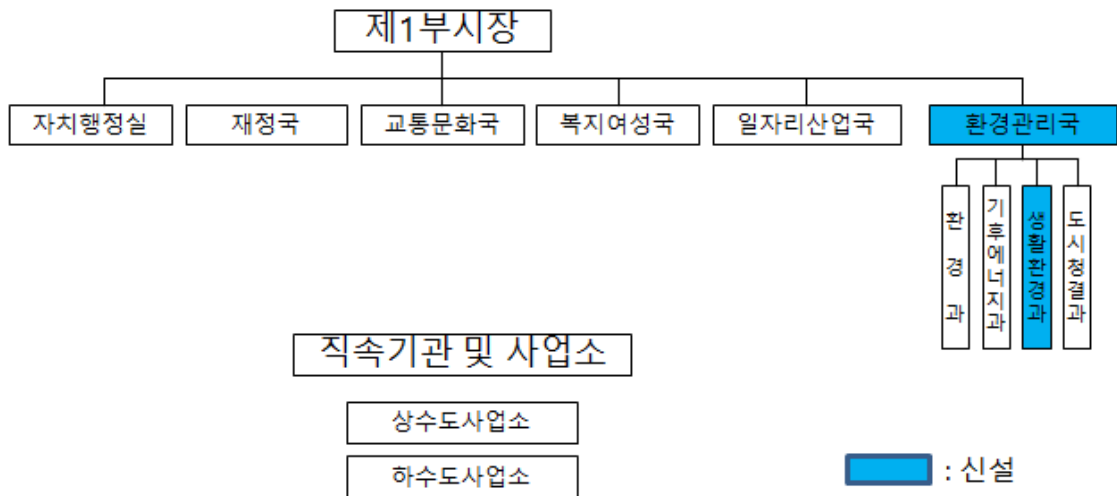 제1부시장
자치행정실
재정국
교통문화국
복지여성국
일자리산업국
환경관리국
환경과
기후에너지과
생활환경과
도시청결과
직속기관 및 사업소
상수도사업소
하수도사업소
: 신설